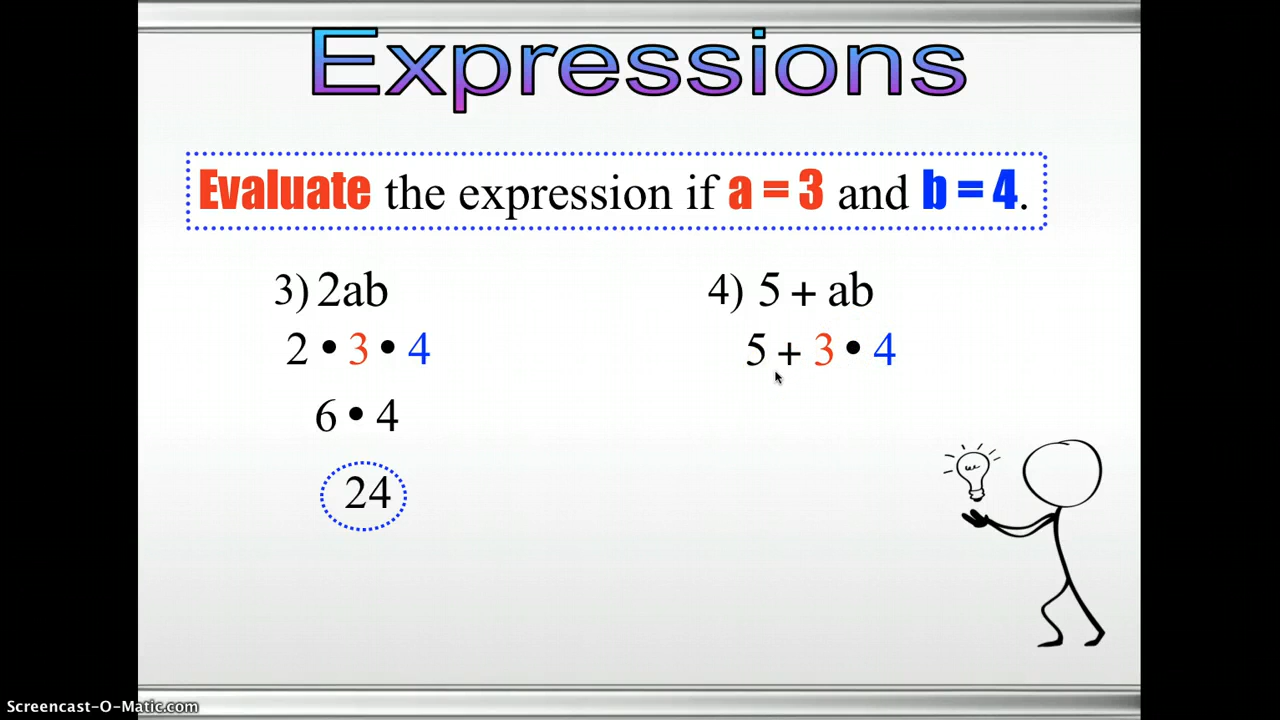 Expressions
Evaluate the expression if a = 3 and b = 4.
3) 2ab
2 • 3 • 4
6 • 4
24
4) 5 + ab
5 + 3 • 4
Screencast-O-Matic.com